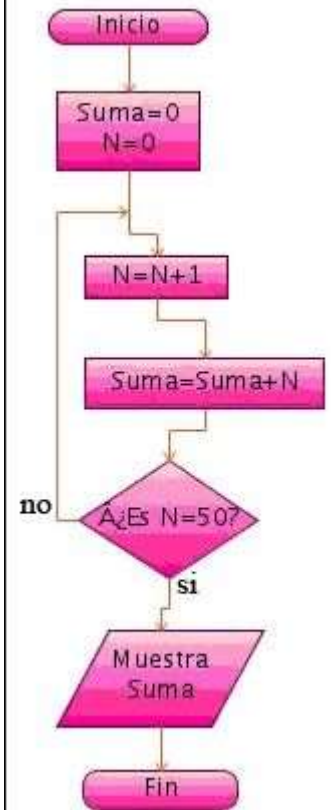 Inicio
Suma=0
N=0
N=N+1
Suma=Suma+N
Â¿Es N=50?
no
si
Muestra
Suma
Fin